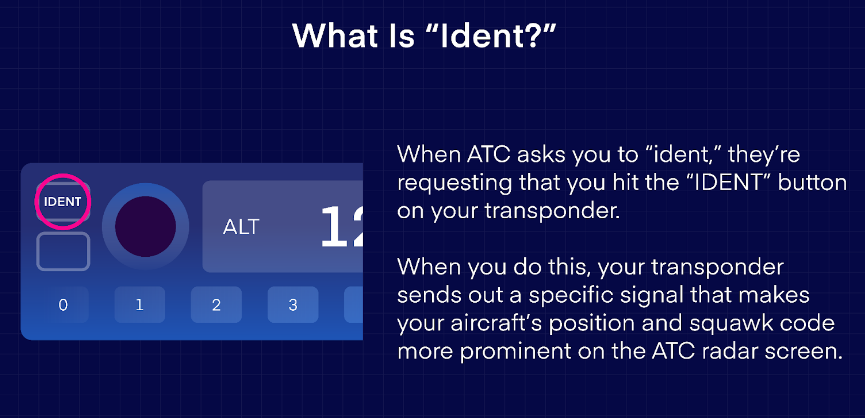 What Is “Ident?”
IDENT
ALT
0
1
2
3
When ATC asks you to “ident,” they’re
requesting that you hit the “IDENT” button
on your transponder.
When you do this, your transponder
sends out a specific signal that makes
your aircraft’s position and squawk code
more prominent on the ATC radar screen.